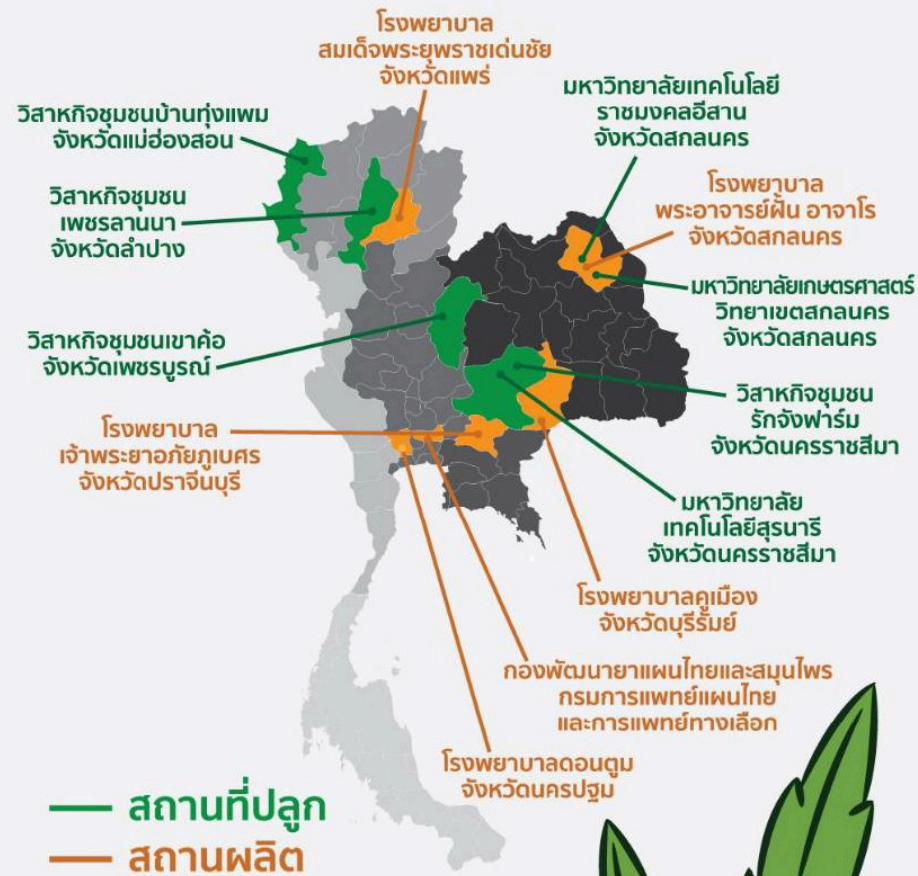 โรงพยาบาล
สมเด็จพระยุพราชเด่นชัย
จังหวัดแพร่
มหาวิทยาลัยเทคโนโลยี
ราชมงคลอีสาน
จังหวัดสกลนคร
วิสาหกิจชุมชนบ้านทุ่งแพม
จังหวัดแม่ฮ่องสอน
โรงพยาบาล
พระอาจารย์ฝั้น อาจาโร
จังหวัดสกลนคร
วิสาหกิจชุมชน
เพชรลานนา
จังหวัดลำปาง
มหาวิทยาลัยเกษตรศาสตร์
วิทยาเขตสกลนคร
จังหวัดสกลนคร
วิสาหกิจชุมชนเขาค้อ
จังหวัดเพชรบูรณ์
วิสาหกิจชุมชน
รักจังฟาร์ม
จังหวัดนครราชสีมา
โรงพยาบาล
เจ้าพระยาอภัยภูเบศร
จังหวัดปราจีนบุรี
มหาวิทยาลัย
เทคโนโลยีสุรนารี
จังหวัดนครราชสีมา
โรงพยาบาลคูเมือง
จังหวัดบุรีรัมย์
กองพัฒนายาแผนไทยและสมุนไพร
กรมการแพทย์แผนไทย
และการแพทย์ทางเลือก
โรงพยาบาลดอนตูม
จังหวัดนครปฐม
สถานที่ปลูก
สถานผลิต